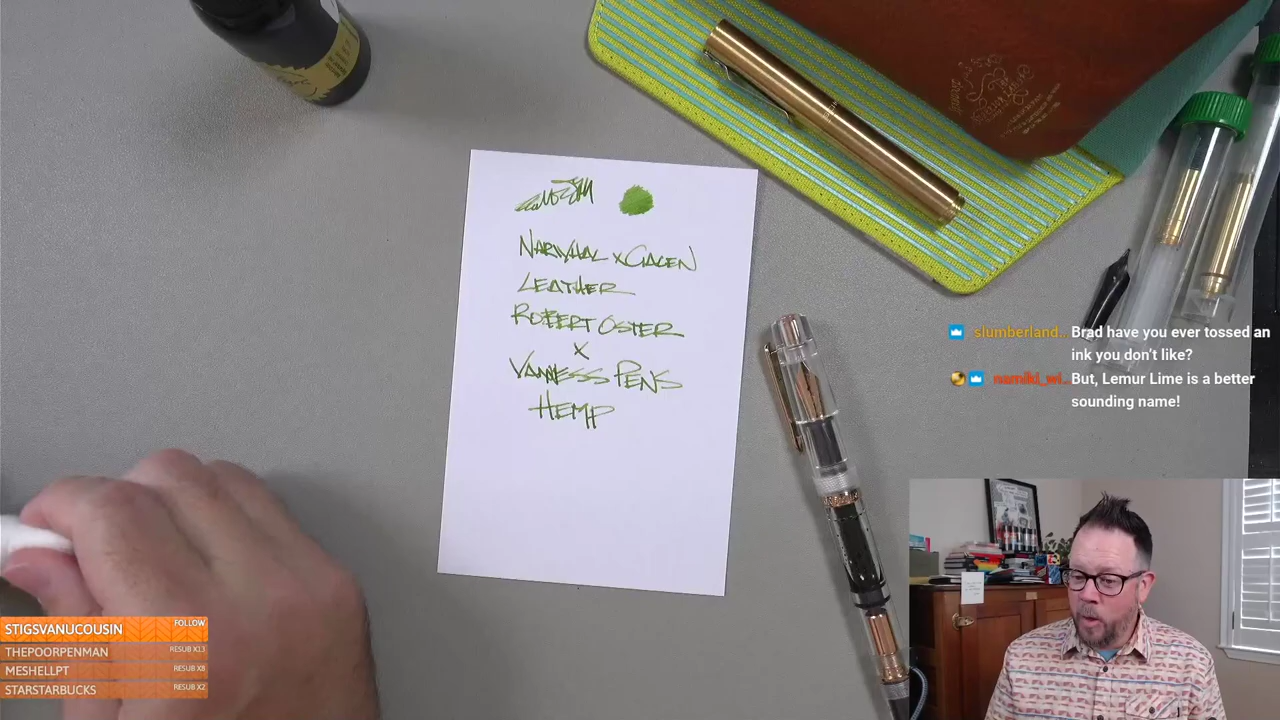 NARWHAL X GALEN
LEATHER
ROBERT OSTER
X
VANNESS PENS
HEMP
slumberland.. Brad have you ever tossed an
ink you don't like?
namiki_wi.. But, Lemur Lime is a better
sounding name!
STIGSVANUCOUSIN FOLLOW
THEPOORPENMAN RESUB X13
MESHELLPT RESUB X8
STARSTARBUCKS RESUB X2